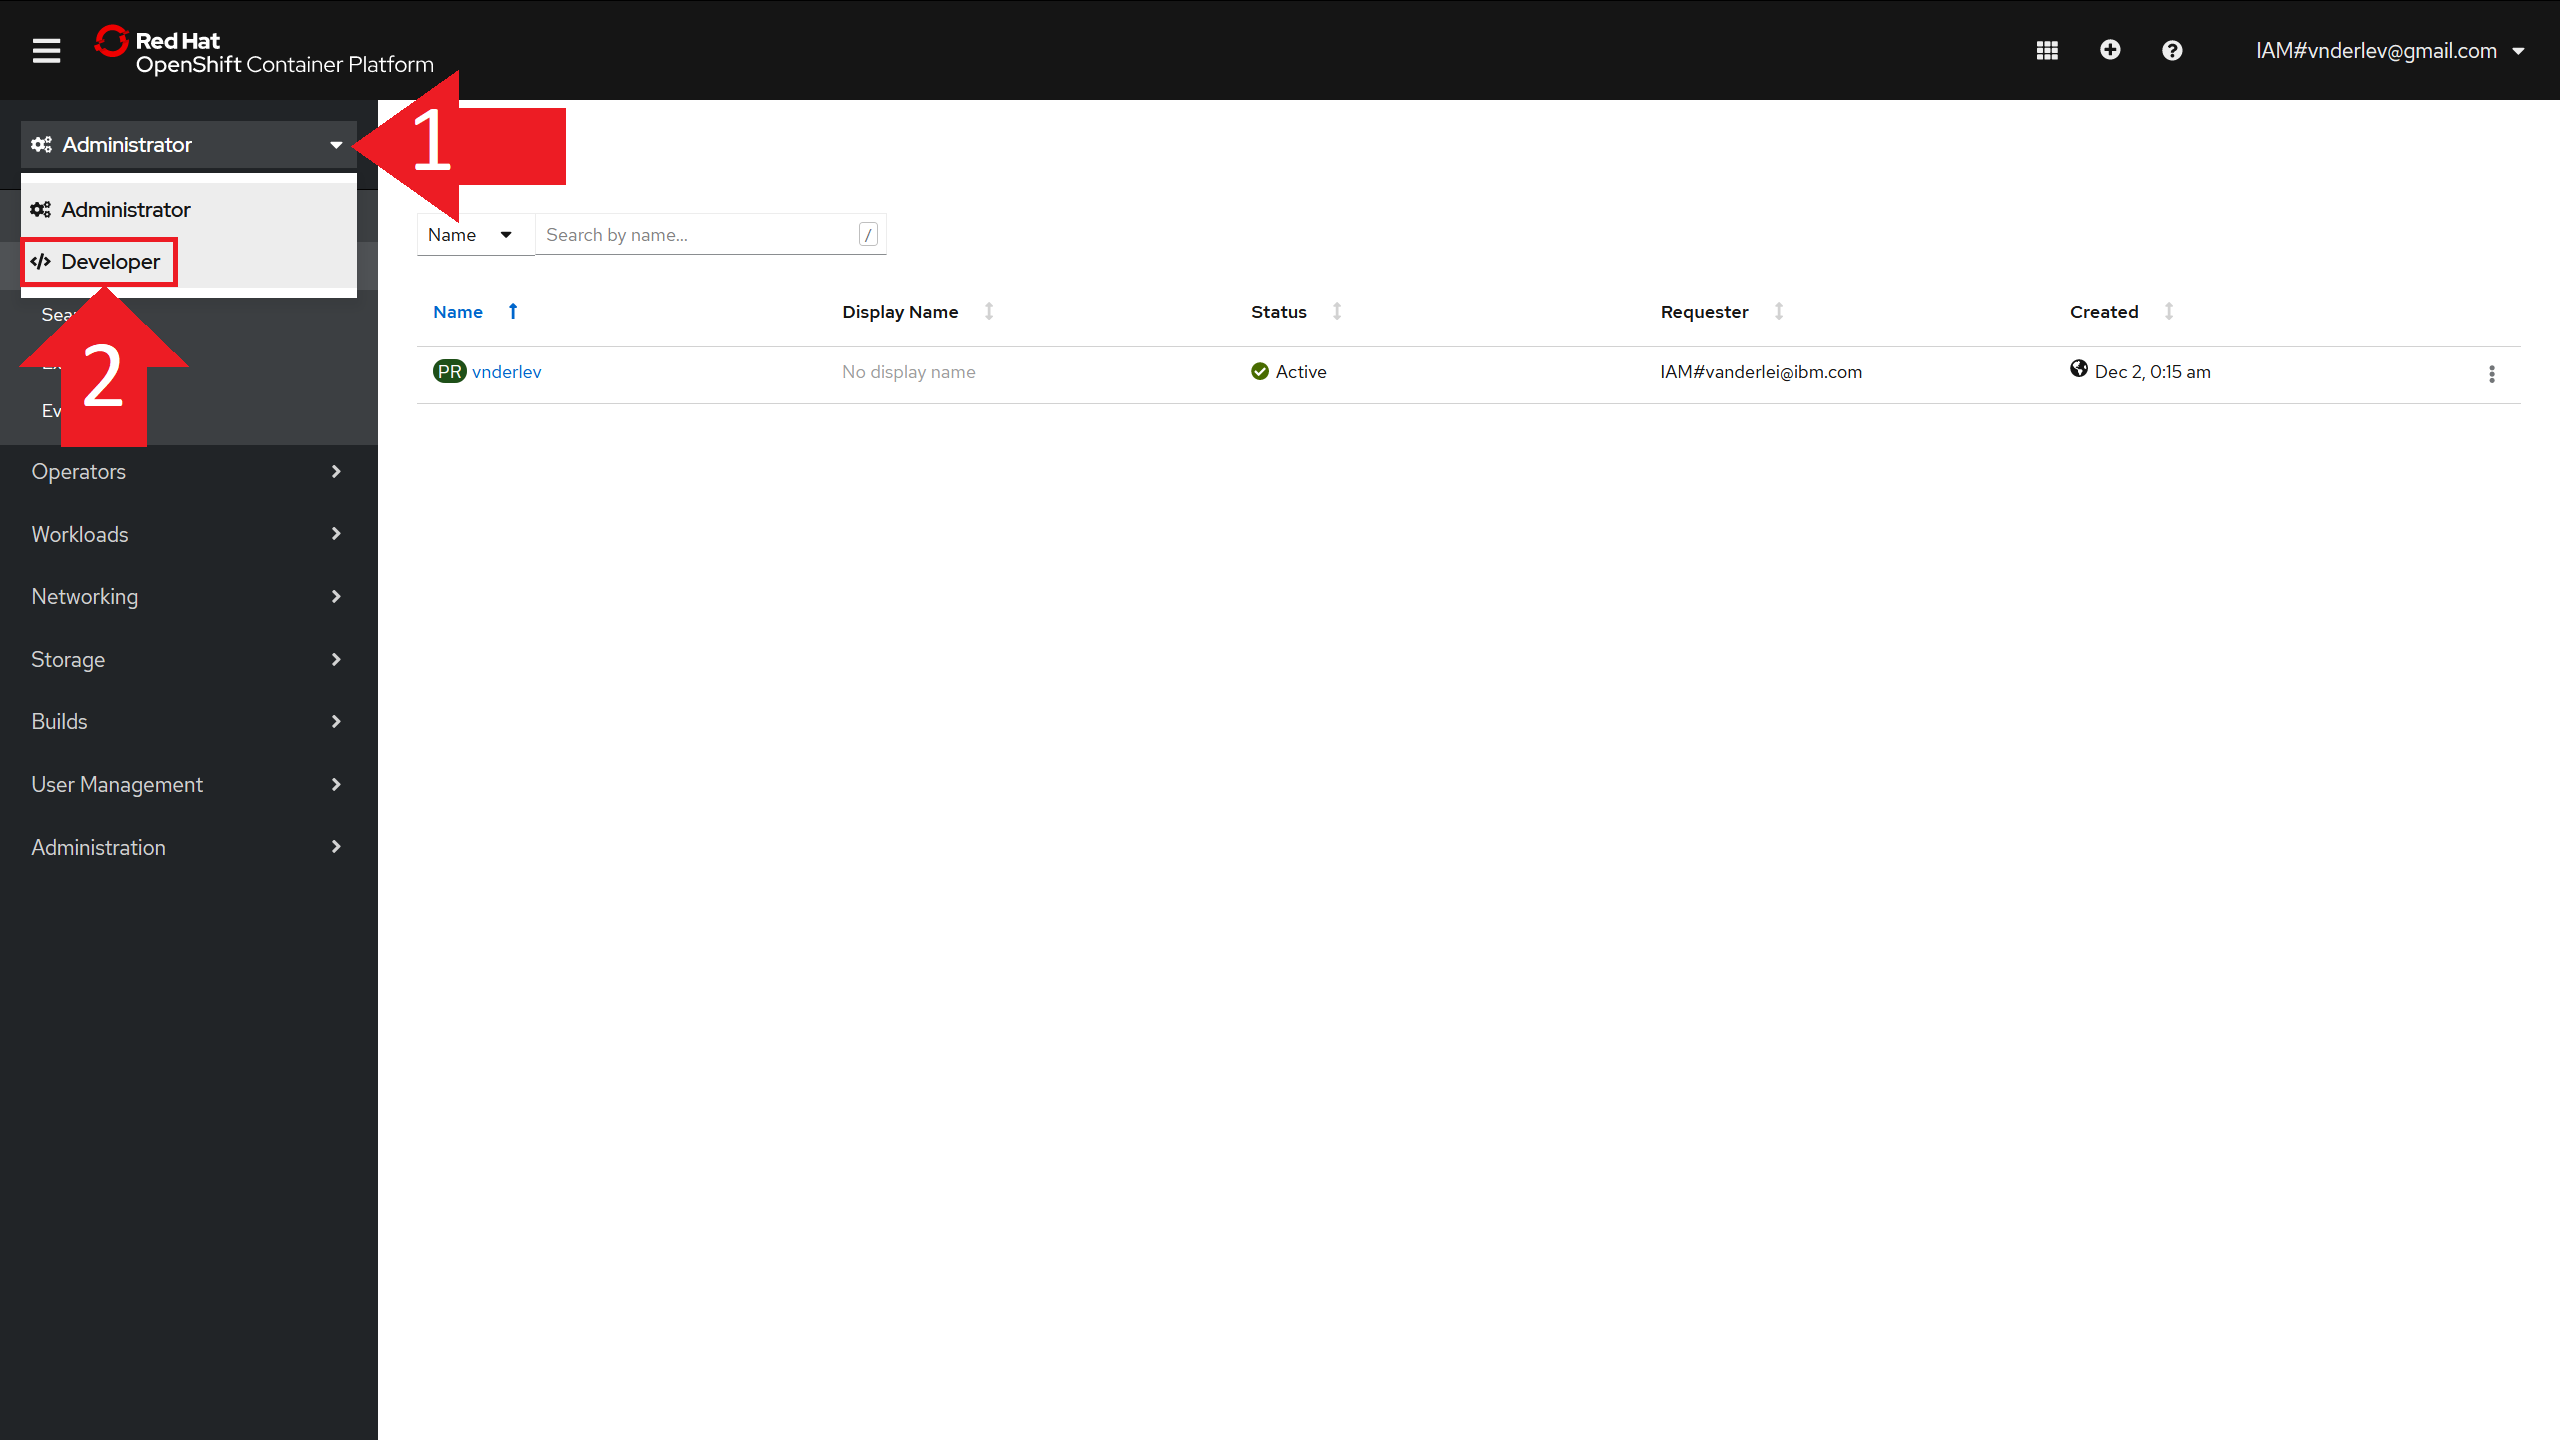 Red Hat
OpenShift Container Platform
IAM#vnderlev@gmail.com
Administrator
1
Administrator
Developer
2
Operators
Workloads
Networking
Storage
Builds
User Management
Administration
Name
Search by name...
/
Name Display Name Status Requester Created
PR vnderlev No display name Active IAM#vanderlei@ibm.com Dec 2, 0:15 am